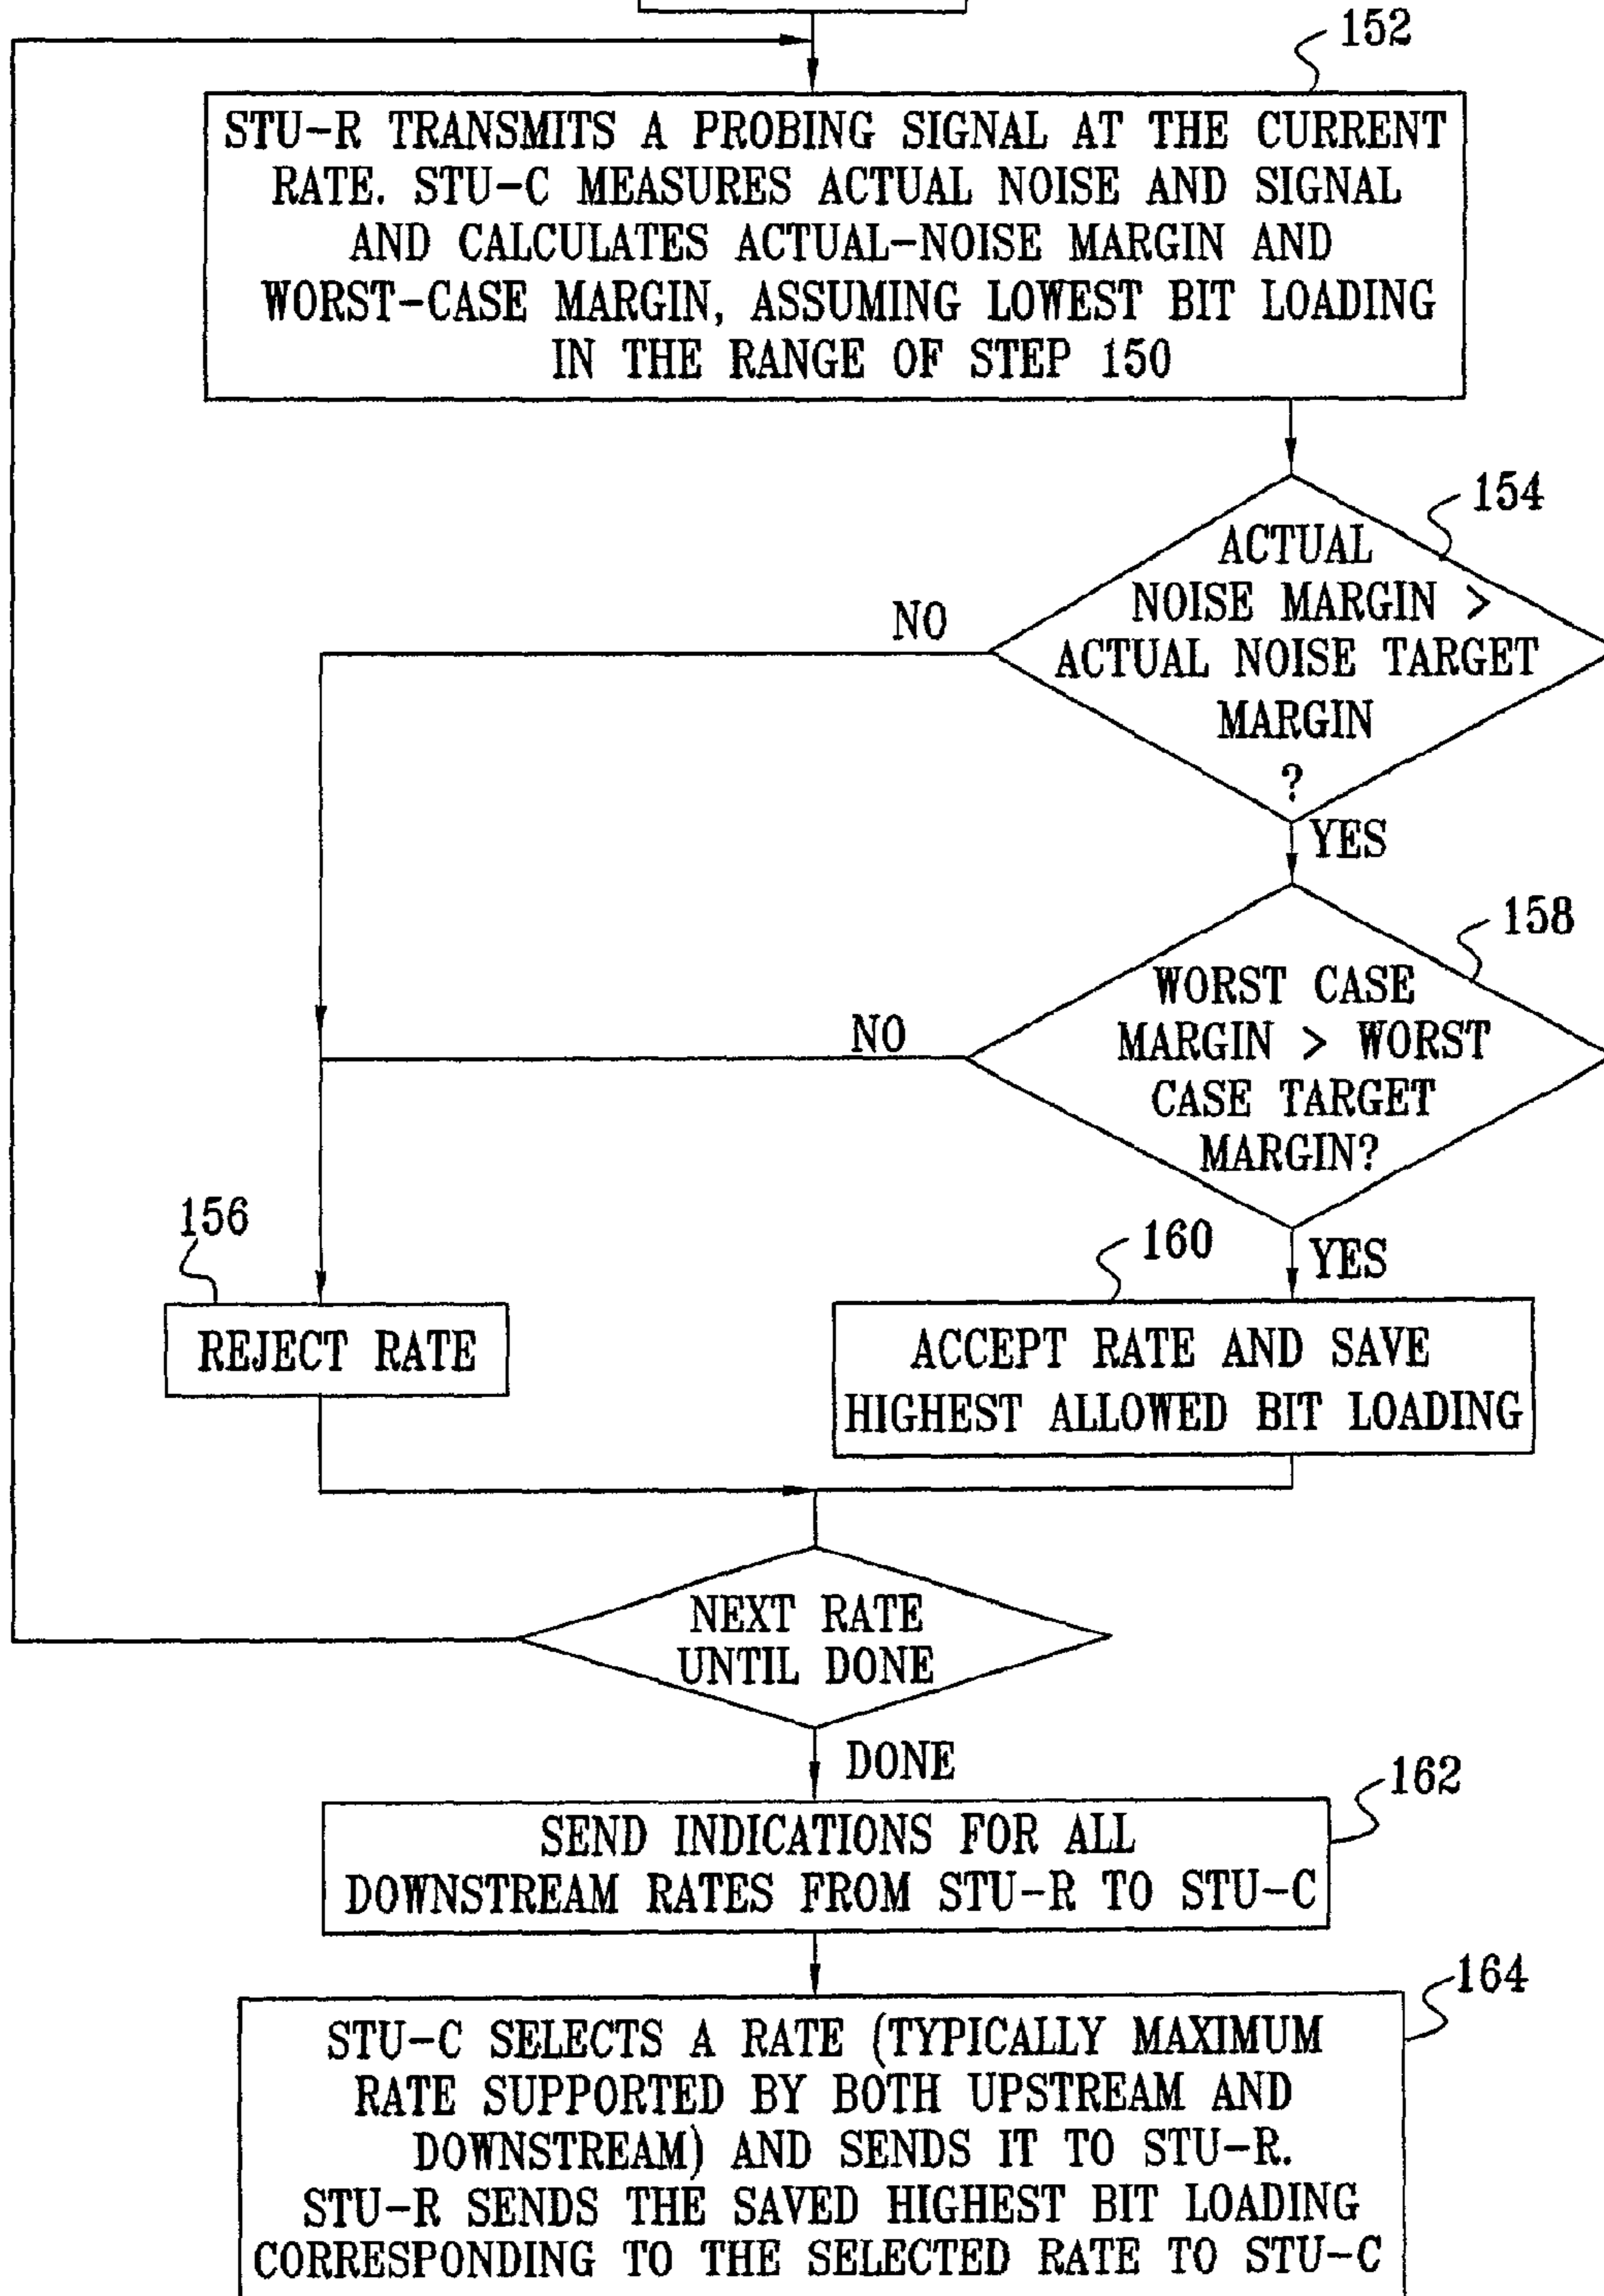 152
STU-R TRANSMITS A PROBING SIGNAL AT THE CURRENT
RATE. STU-C MEASURES ACTUAL NOISE AND SIGNAL
AND CALCULATES ACTUAL-NOISE MARGIN AND
WORST-CASE MARGIN, ASSUMING LOWEST BIT LOADING
IN THE RANGE OF STEP 150
154
ACTUAL
NOISE MARGIN >
ACTUAL NOISE TARGET
MARGIN
?
NO
YES
158
WORST CASE
MARGIN > WORST
CASE TARGET
MARGIN?
NO
YES
156
REJECT RATE
160
ACCEPT RATE AND SAVE
HIGHEST ALLOWED BIT LOADING
NEXT RATE
UNTIL DONE
DONE
162
SEND INDICATIONS FOR ALL
DOWNSTREAM RATES FROM STU-R TO STU-C
164
STU-C SELECTS A RATE (TYPICALLY MAXIMUM
RATE SUPPORTED BY BOTH UPSTREAM AND
DOWNSTREAM) AND SENDS IT TO STU-R.
STU-R SENDS THE SAVED HIGHEST BIT LOADING
CORRESPONDING TO THE SELECTED RATE TO STU-C